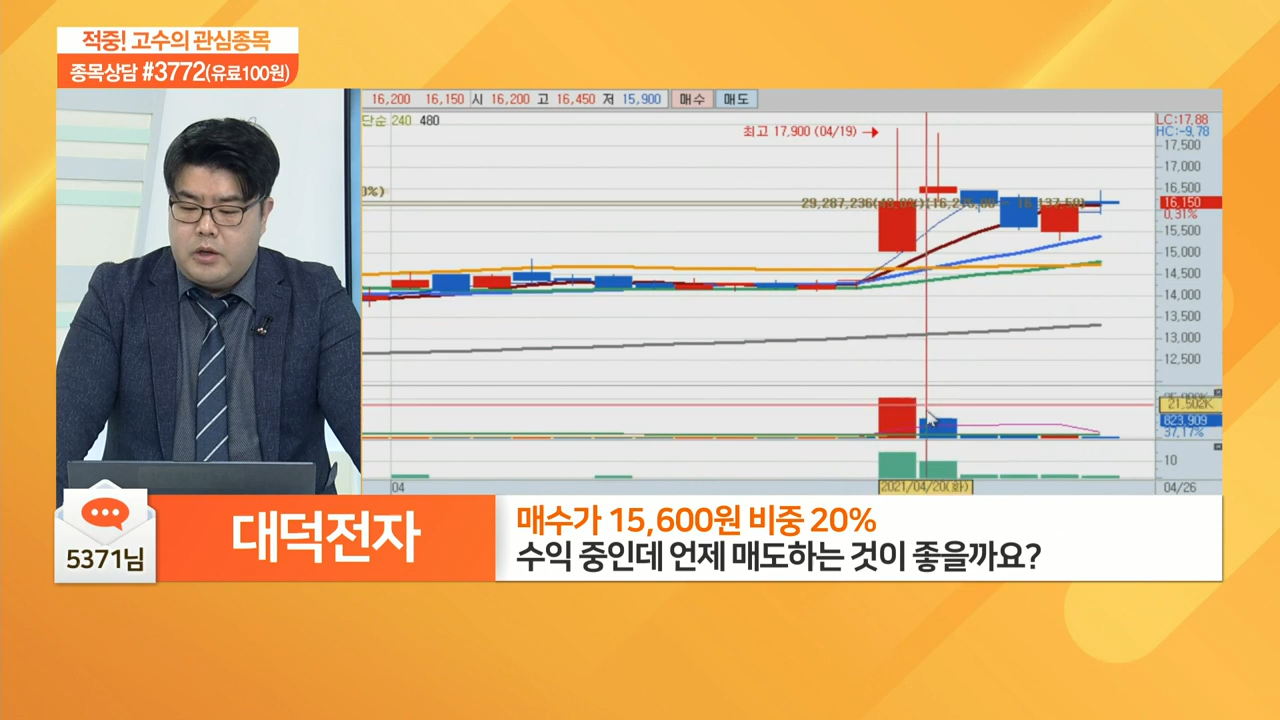 적중! 고수의 관심종목
종목상담 #3772(유료100원)
16,200 16,150 시 16,200 고 16,450 저 15,900 매수 매도
단순 240 480
LC:17,88
HC:-9,78
최고 17,900 (04/19)
17,500
17,000
16,500
16,150
0,31%
15,500
15,000
14,500
14,000
13,500
13,000
12,500
0%)
21,502K
823,909
37,17%
10
04
2021/04/20(화)
04/26
5371님
대덕전자
매수가 15,600원 비중 20%
수익 중인데 언제 매도하는 것이 좋을까요?